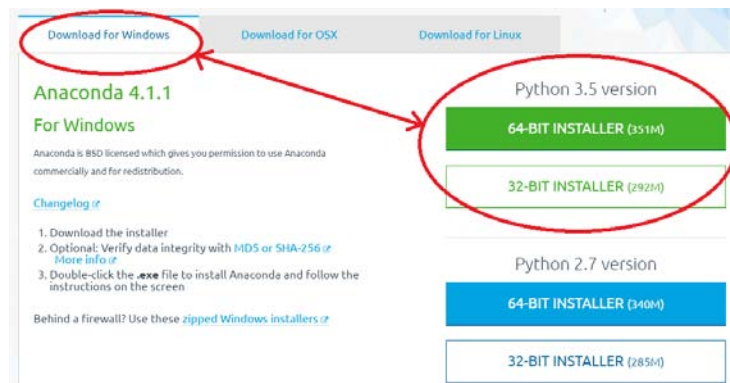 Download for Windows
Download for OSX
Download for Linux
Anaconda 4.1.1
For Windows
Anaconda is BSD licensed which gives you permission to use Anaconda
commercially and for redistribution.
Changelog
1. Download the installer
2. Optional: Verify data integrity with MD5 or SHA-256
More info
3. Double-click the .exe file to install Anaconda and follow the
instructions on the screen
Behind a firewall? Use these zipped Windows installers
Python 3.5 version
64-BIT INSTALLER (351M)
32-BIT INSTALLER (292M)
Python 2.7 version
64-BIT INSTALLER (340M)
32-BIT INSTALLER (285M)